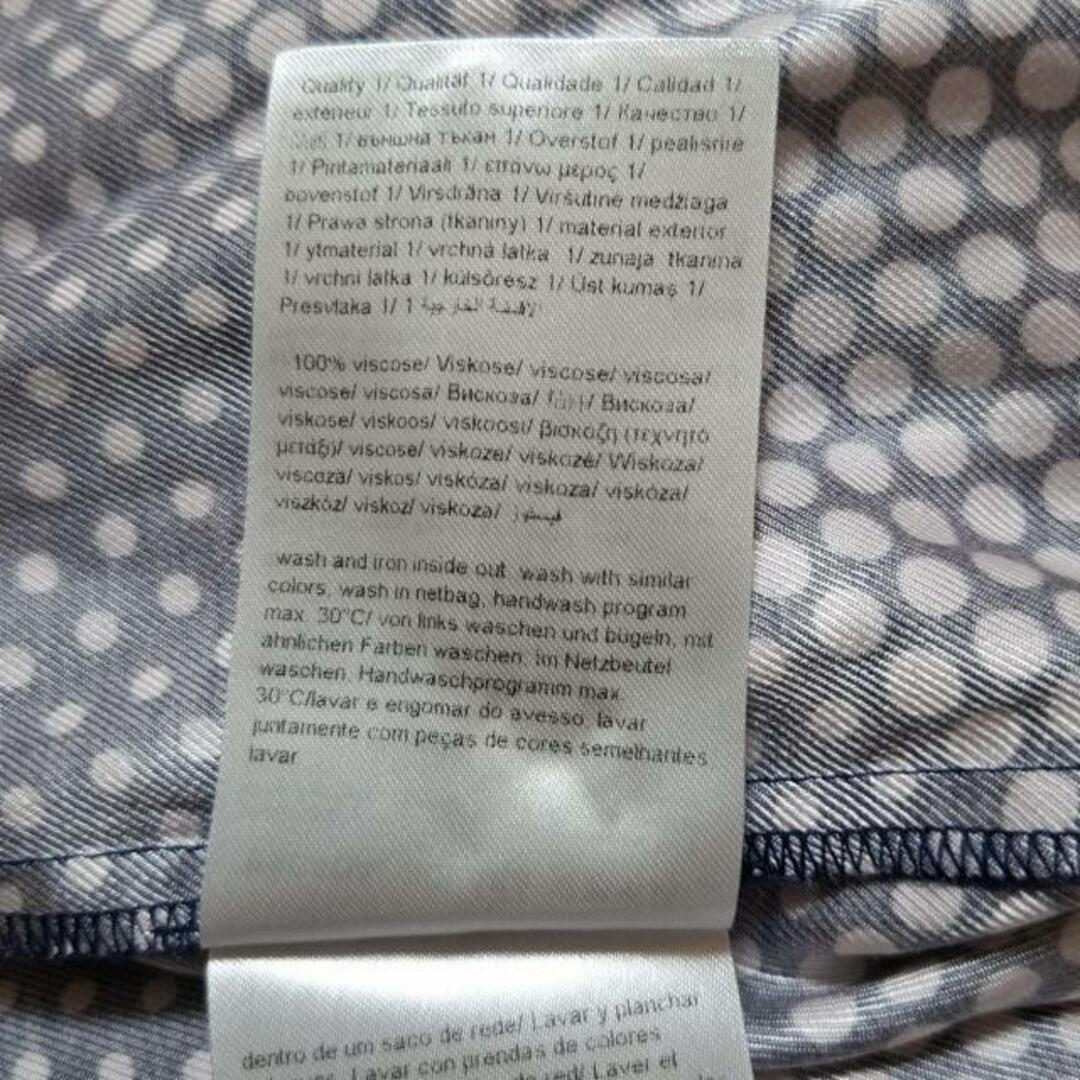 Quality 1/ Qualität 1/ Qualidade 1/ Calidad 1/
extérieur 1/ Tessuto superiore 1/ Качество 1/
1/ външна тъкан 1/ Overstof 1/ pealisriie
1/ Pintamateriaali 1/ επάνω μέρος 1/
bovenstof 1/ Virsdrāna 1/ Viršutinė medžiaga
1/ Prawa strona (tkaniny) 1/ material exterior
1/ ytmaterial 1/ vrchná látka 1/ zunaja tkanina
1/ vrchní látka 1/ külsőrész 1/ Üst kumaş 1/
Presvlaka 1/ 1
100% viscose/ Viskose/ viscose/ viscosa/
viscose/ viscosa/ Вискоза/ / Вискоза/
viskose/ viskoos/ viskoosi/ βισκόζη (τεχνητό
μετάξι)/ viscose/ viskoze/ viskozė/ Wiskoza/
viscoza/ viskos/ viskóza/ viskoza/ viskóza/
viszkóz/ viskoz/ viskoza/
wash and iron inside out, wash with similar
colors, wash in netbag, handwash program
max. 30°C/ von links waschen und bügeln, mit
ähnlichen Farben waschen, im Netzbeutel
waschen, Handwaschprogramm max.
30°C/lavar e engomar do avesso, lavar
juntamente com peças de cores semelhantes
lavar
dentro de um saco de rede/ Lavar y planchar
Lavar con prendas de colores
red/ Laver et